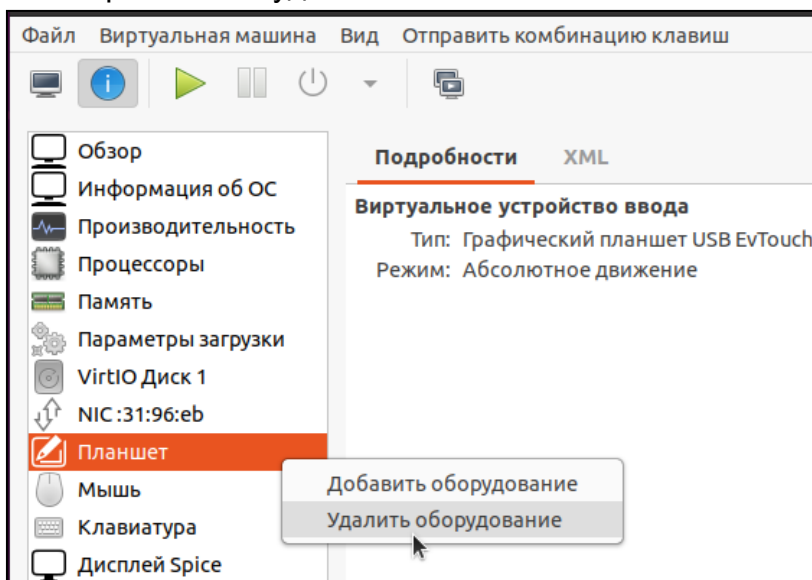 Файл Виртуальная машина Вид Отправить комбинацию клавиш
Обзор
Информация об ОС
Производительность
Процессоры
Память
Параметры загрузки
VirtIO Диск 1
NIC :31:96:eb
Планшет
Мышь
Клавиатура
Дисплей Spice
Подробности XML
Виртуальное устройство ввода
Тип: Графический планшет USB EvTouch
Режим: Абсолютное движение
Добавить оборудование
Удалить оборудование